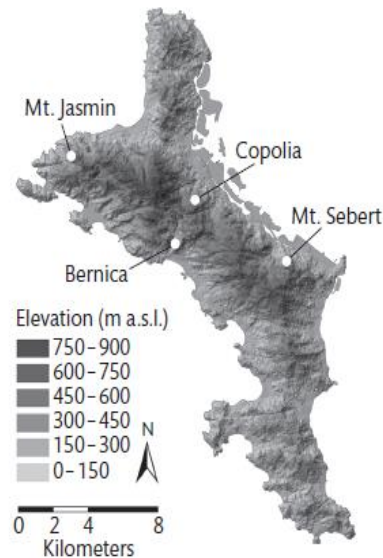 Mt. Jasmin
Copolia
Mt. Sebert
Bernica
Elevation (m a.s.l.)
750–900
600–750
450–600
300–450
150–300
0–150
N
0 2 4 8
Kilometers